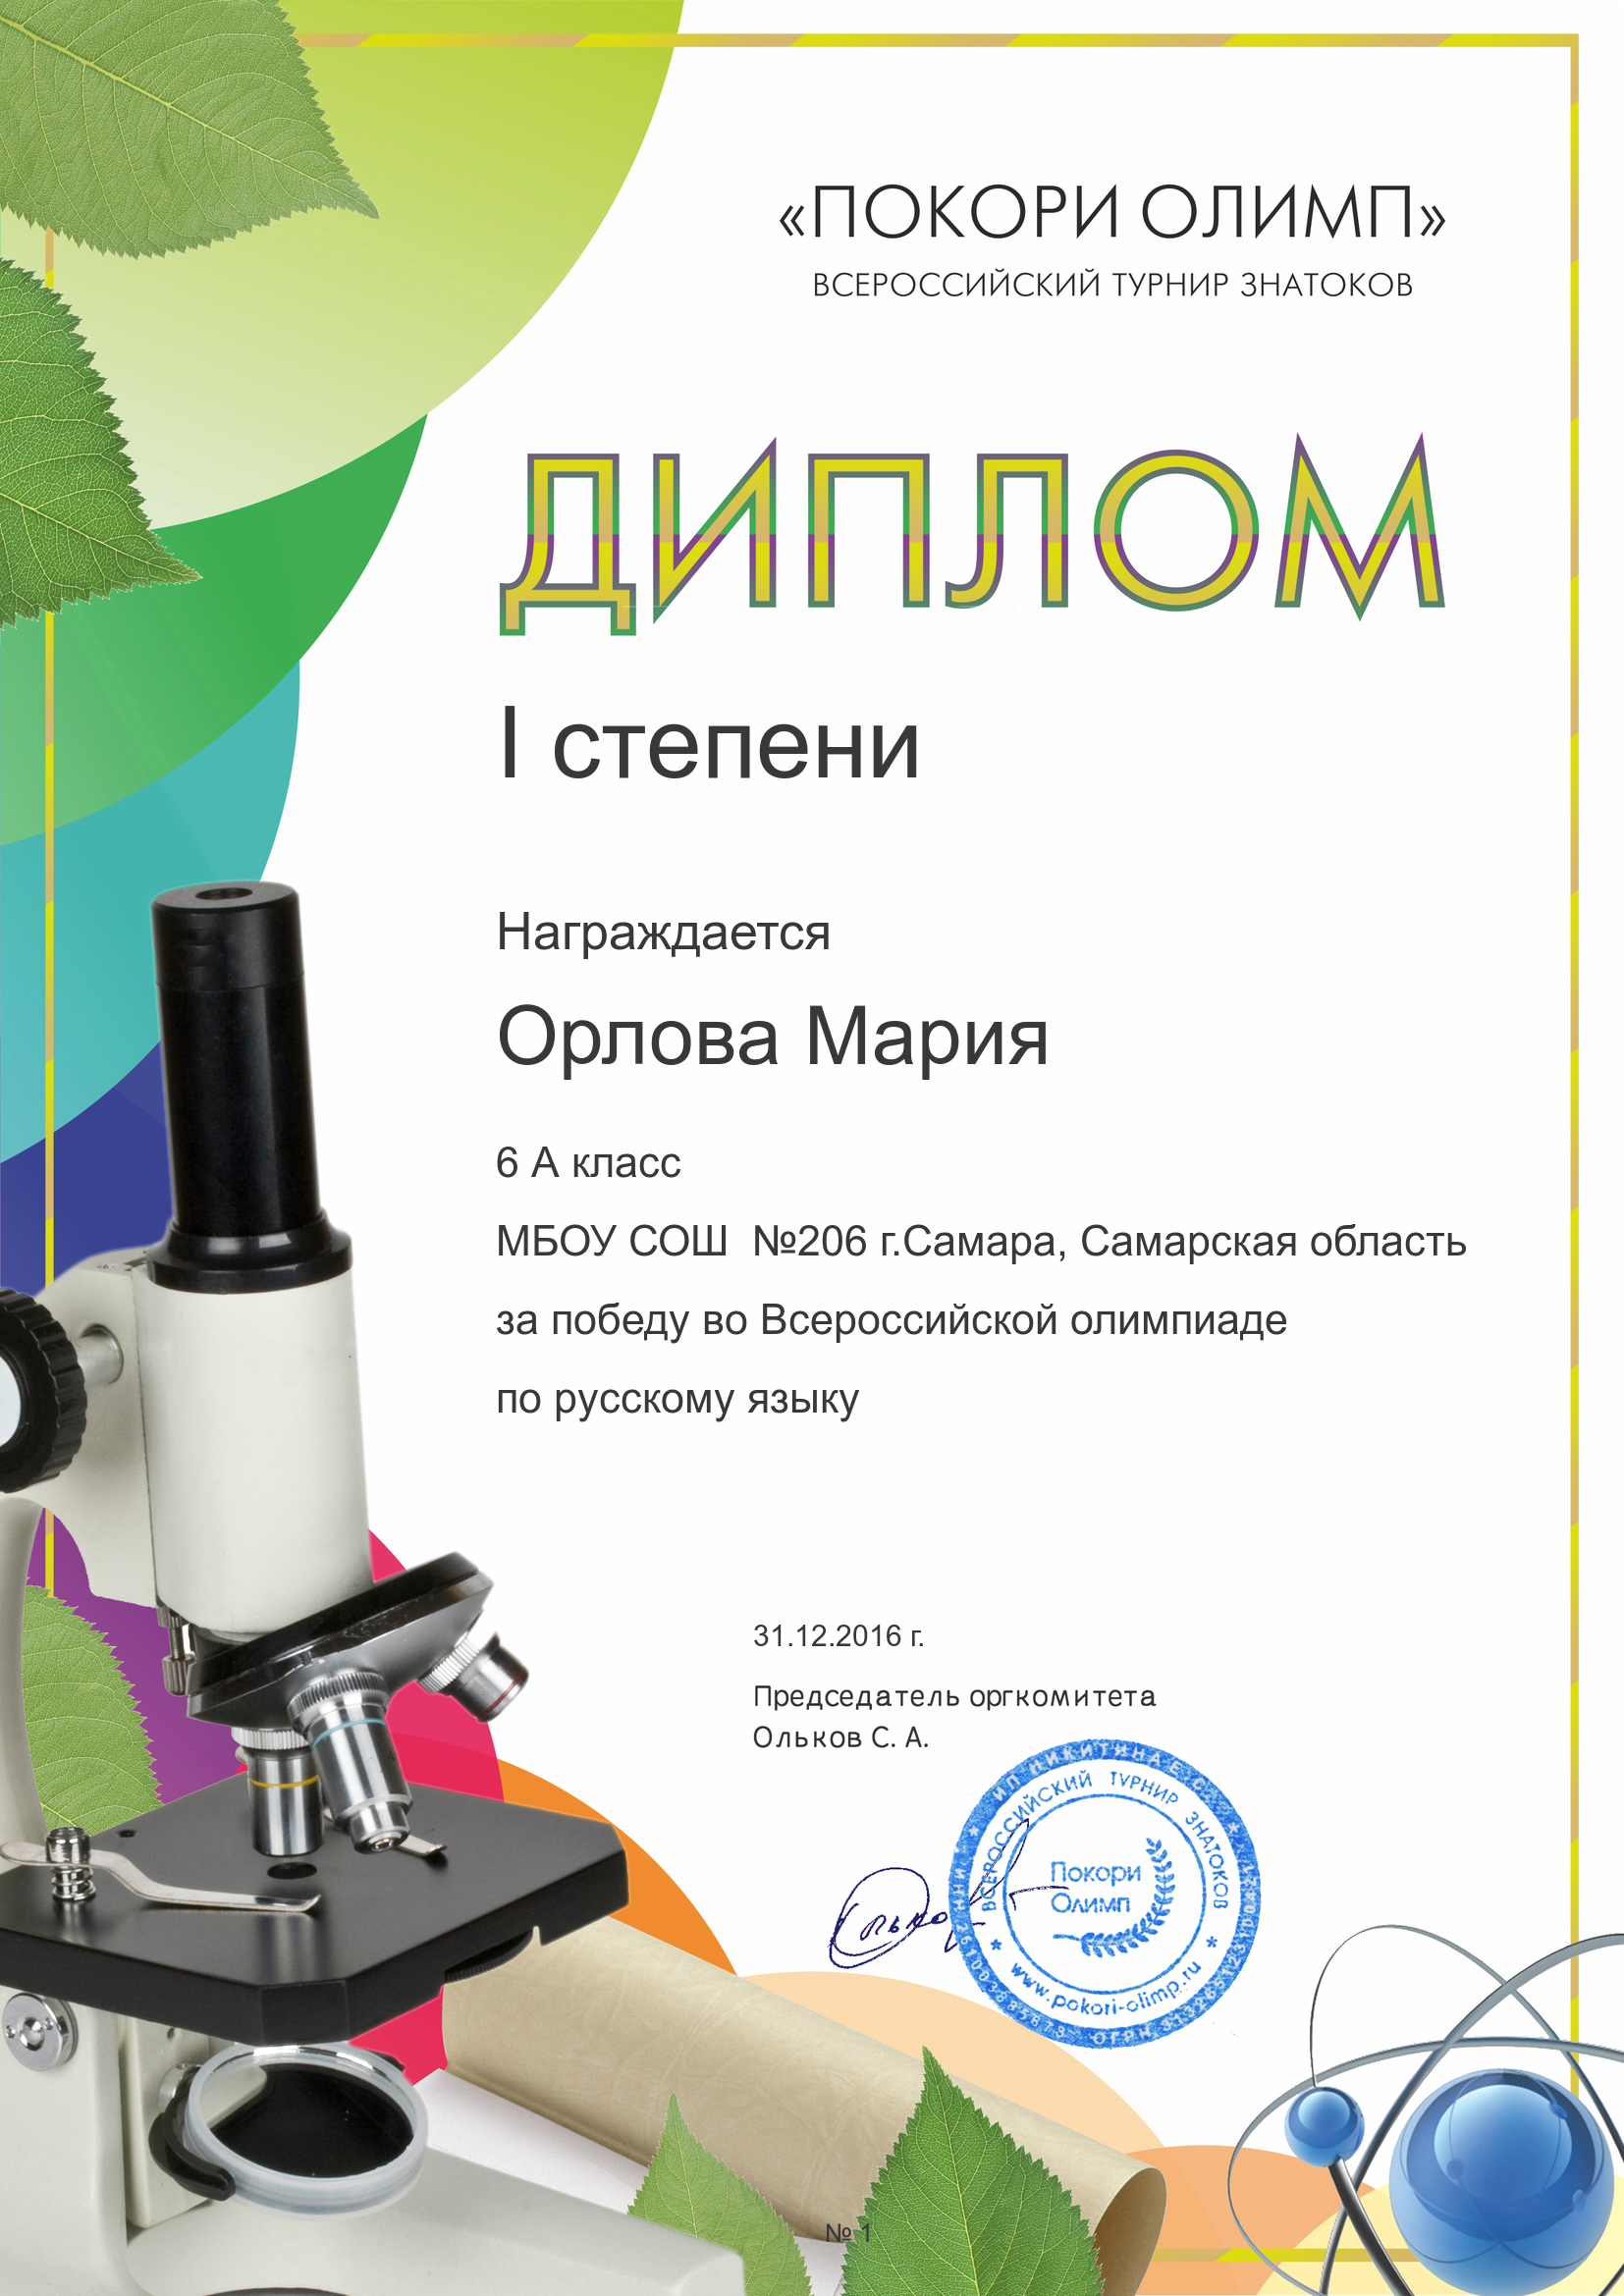 «ПОКОРИ ОЛИМП»
ВСЕРОССИЙСКИЙ ТУРНИР ЗНАТОКОВ
ДИПЛОМ
I степени
Награждается
Орлова Мария
6 А класс
МБОУ СОШ №206 г.Самара, Самарская область
за победу во Всероссийской олимпиаде
по русскому языку
31.12.2016 г.
Председатель оргкомитета
Ольков С. А.
ВСЕРОССИЙСКИЙ ТУРНИР ЗНАТОКОВ
Покори
Олимп
www.pokori-olimp.ru
№ 1